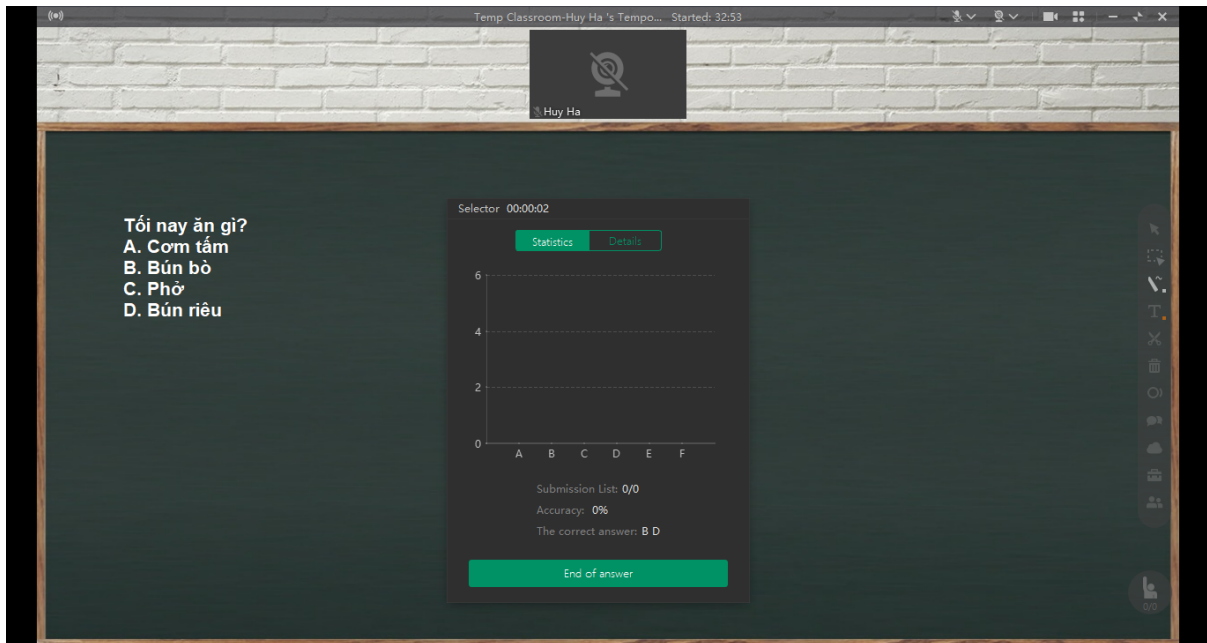 Temp Classroom-Huy Ha 's Tempo... Started: 32:53
Huy Ha
Tối nay ăn gì?
A. Cơm tấm
B. Bún bò
C. Phở
D. Bún riêu
Selector 00:00:02
Statistics Details
6
4
2
0
A B C D E F
Submission List: 0/0
Accuracy: 0%
The correct answer: B D
End of answer
T
0/0